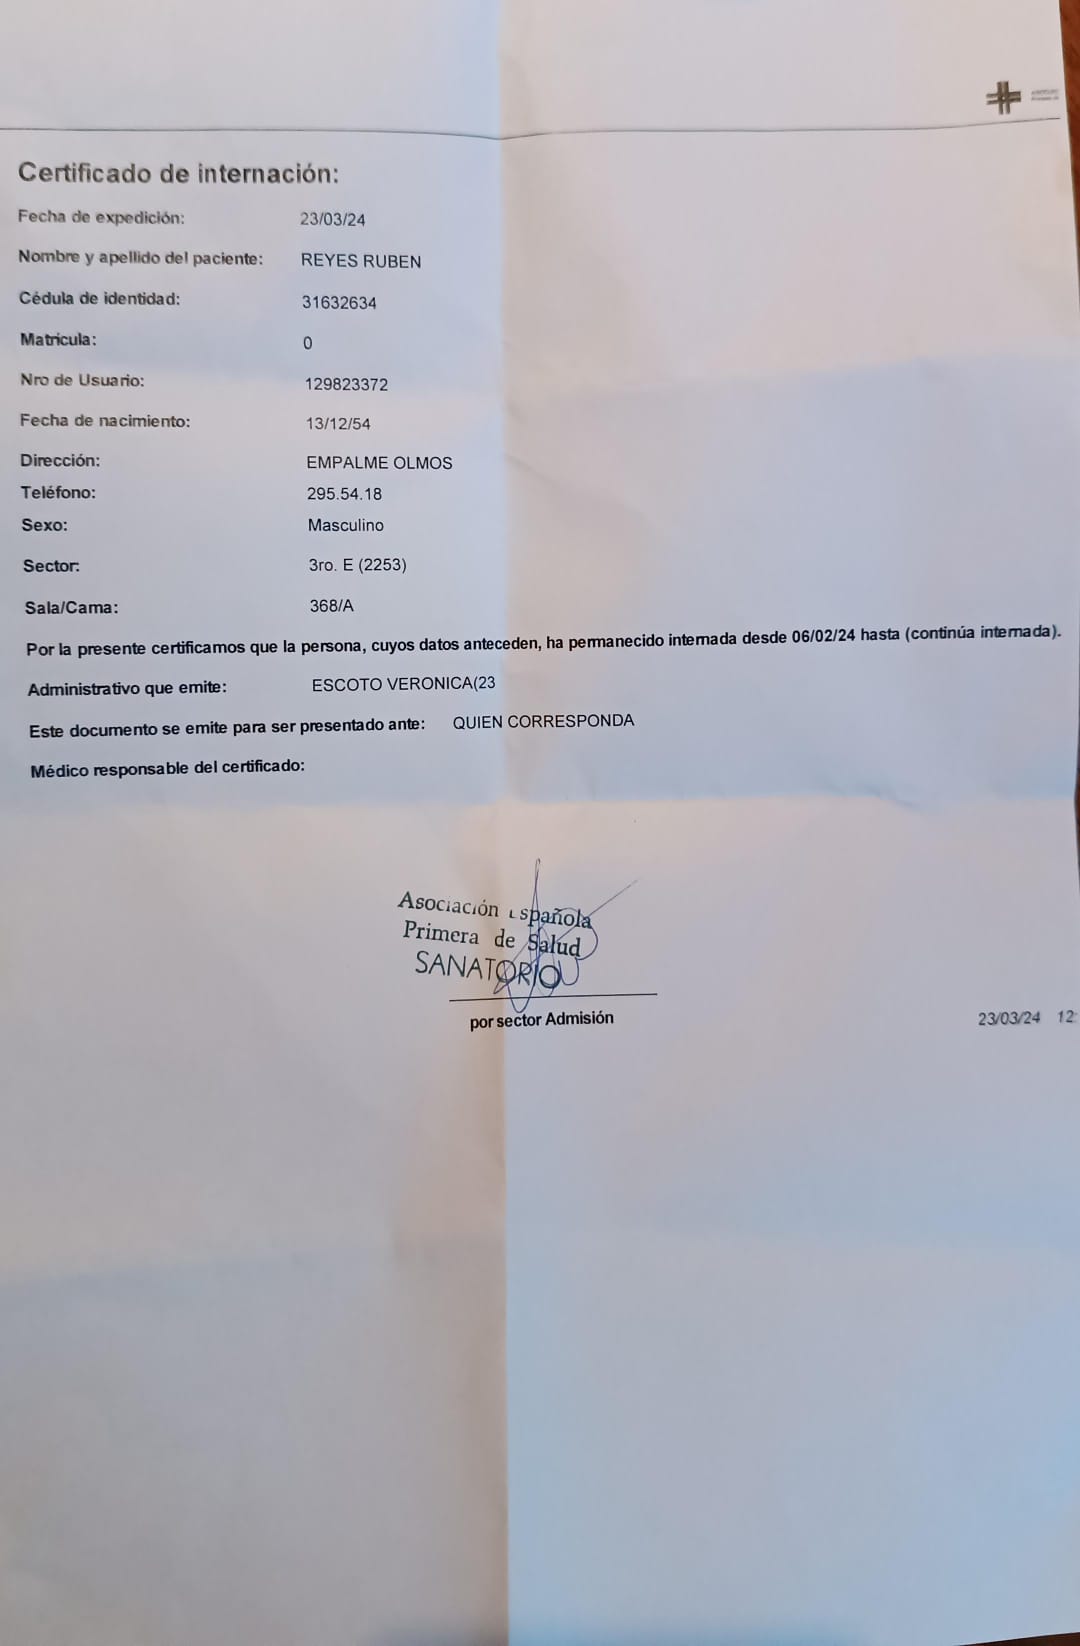 Certificado de internación:
Fecha de expedición: 23/03/24
Nombre y apellido del paciente: REYES RUBEN
Cédula de identidad: 31632634
Matrícula: 0
Nro de Usuario: 129823372
Fecha de nacimiento: 13/12/54
Dirección: EMPALME OLMOS
Teléfono: 295.54.18
Sexo: Masculino
Sector: 3ro. E (2253)
Sala/Cama: 368/A
Por la presente certificamos que la persona, cuyos datos anteceden, ha permanecido internada desde 06/02/24 hasta (continúa internada).
Administrativo que emite: ESCOTO VERONICA(23
Este documento se emite para ser presentado ante: QUIEN CORRESPONDA
Médico responsable del certificado:
Asociación Española
Primera de Salud
SANATORIO
por sector Admisión
23/03/24 12: